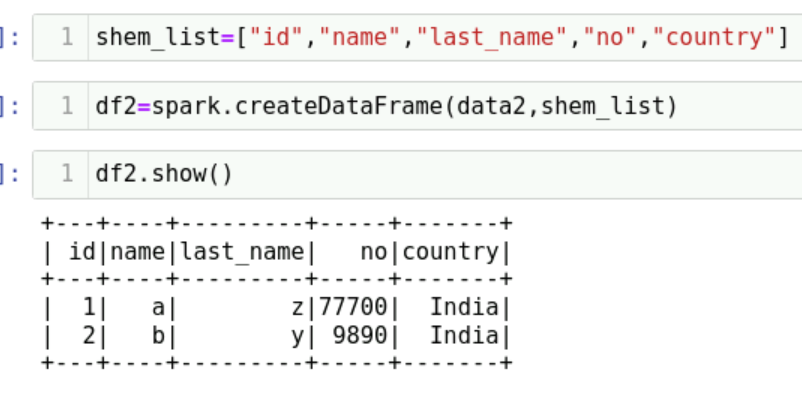 ]: 1 shem_list=["id","name","last_name","no","country"]
]: 1 df2=spark.createDataFrame(data2,shem_list)
]: 1 df2.show()
+---+----+---------+-----+-------+
| id|name|last_name|   no|country|
+---+----+---------+-----+-------+
|  1|   a|        z|77700|  India|
|  2|   b|        y| 9890|  India|
+---+----+---------+-----+-------+